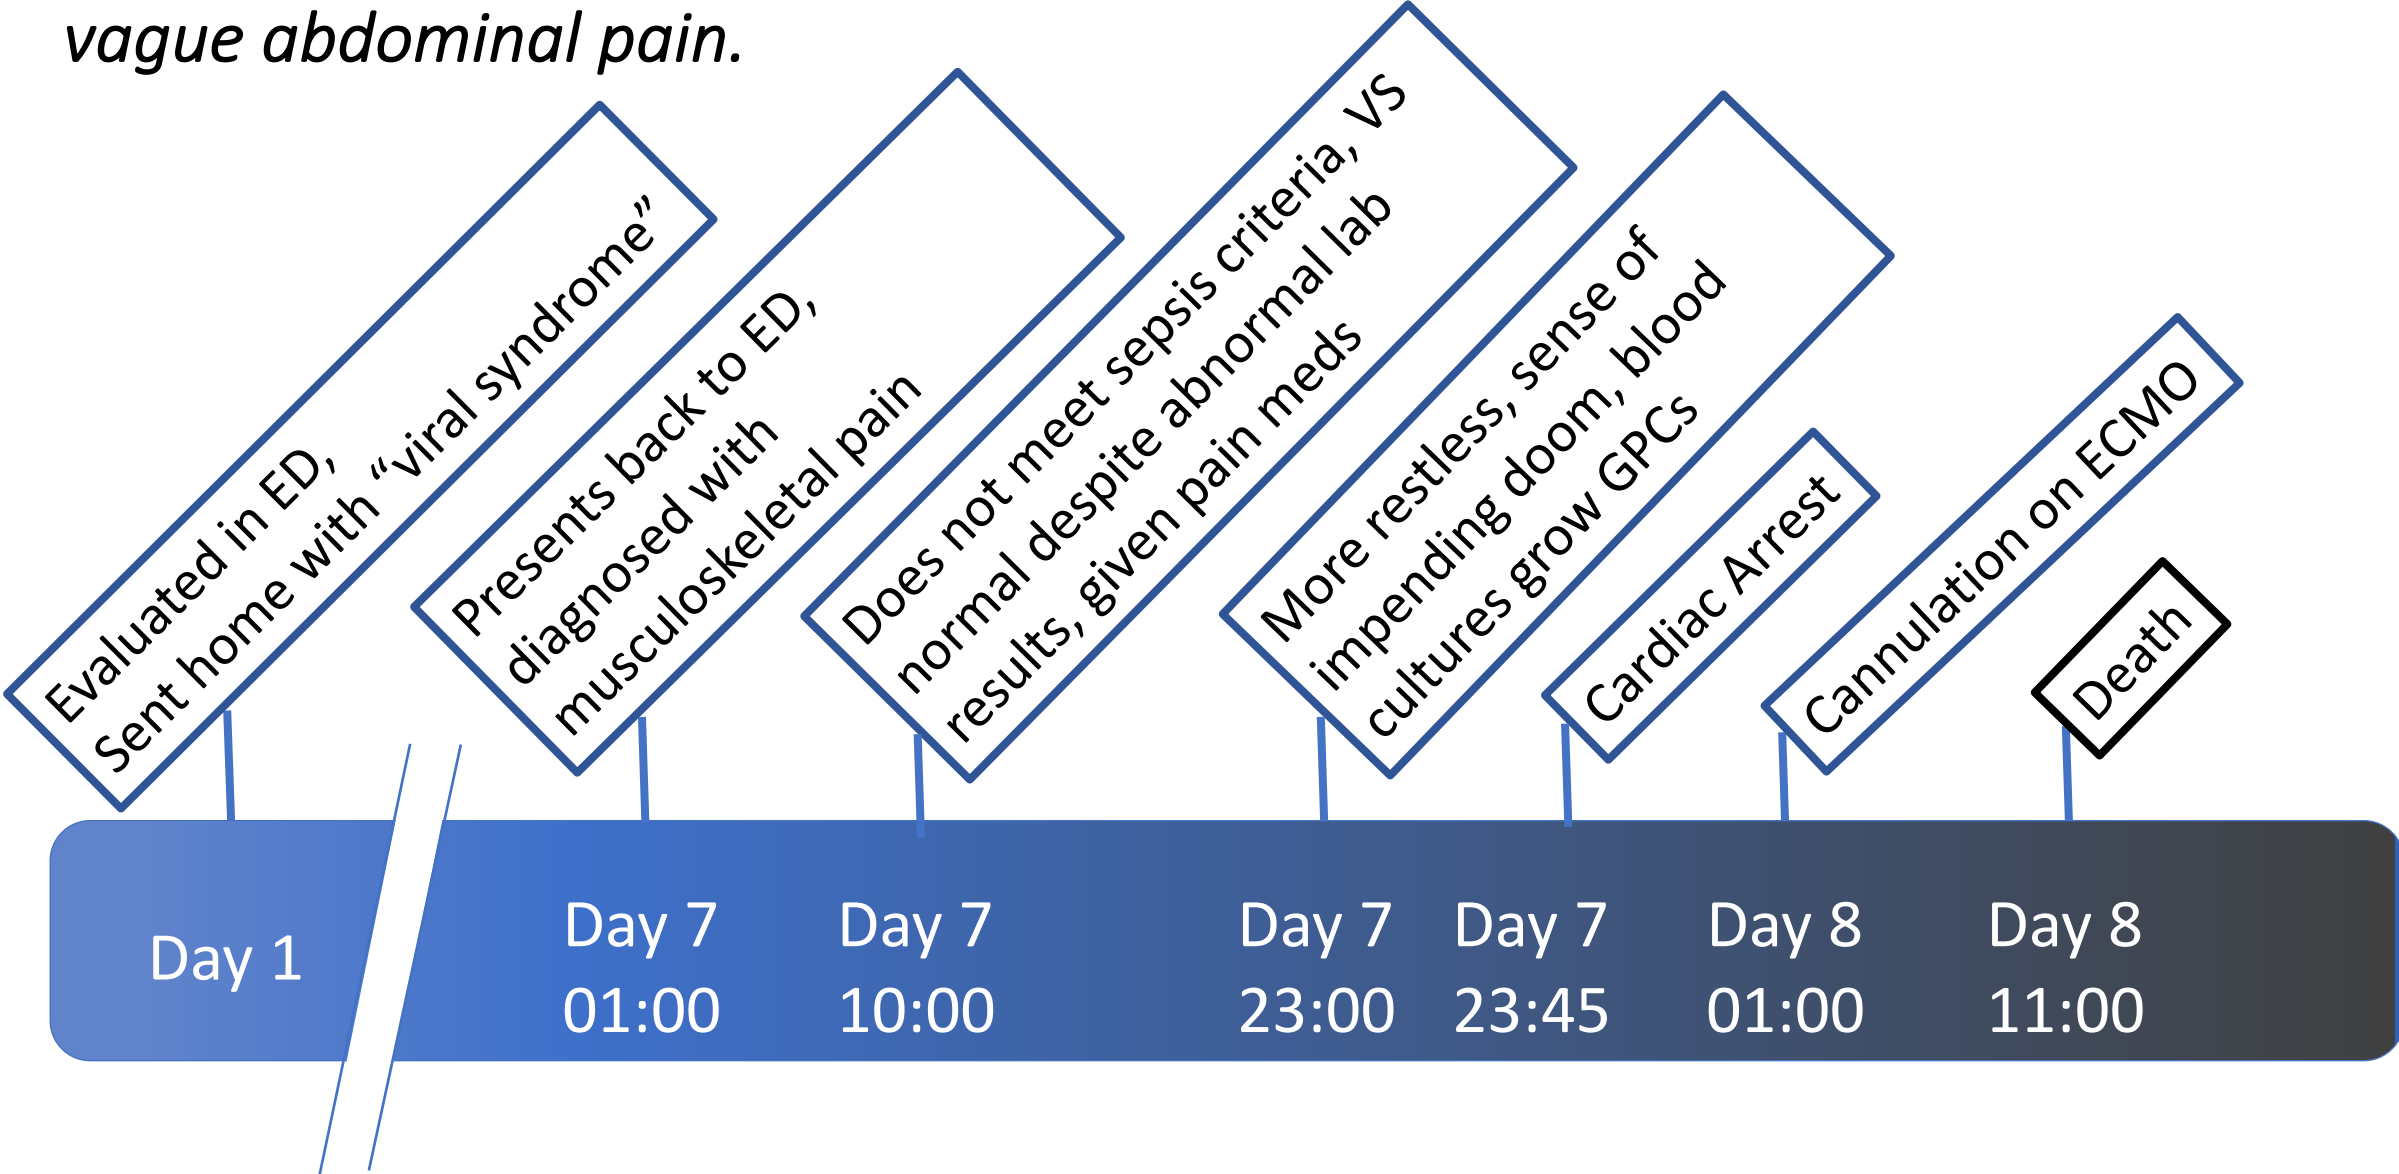 vague abdominal pain.
Evaluated in ED,
Sent home with “viral syndrome”
Presents back to ED,
diagnosed with
musculoskeletal pain
Does not meet sepsis criteria, VS
normal despite abnormal lab
results, given pain meds
More restless, sense of
impending doom, blood
cultures grow GPCs
Cardiac Arrest
Cannulation on ECMO
Death
Day 1
Day 7
01:00
Day 7
10:00
Day 7
23:00
Day 7
23:45
Day 8
01:00
Day 8
11:00